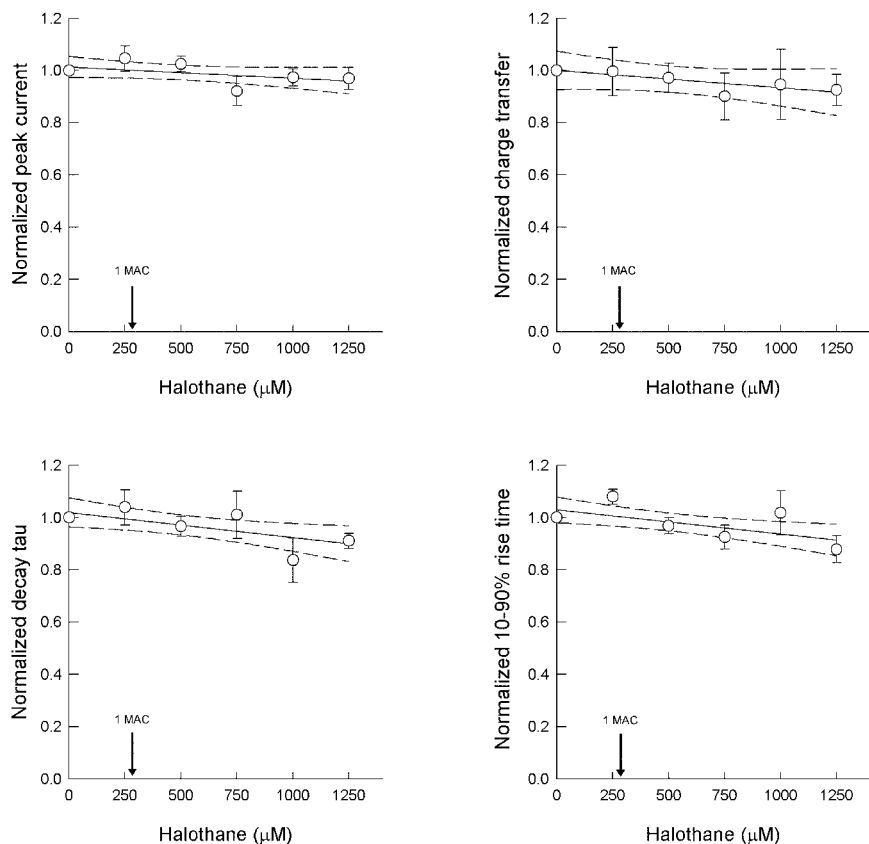 Normalized peak current
1.2
1.0
0.8
0.6
0.4
0.2
0.0
1 MAC
0 250 500 750 1000 1250
Halothane (μM)
Normalized charge transfer
1.2
1.0
0.8
0.6
0.4
0.2
0.0
1 MAC
0 250 500 750 1000 1250
Halothane (μM)
Normalized decay tau
1.2
1.0
0.8
0.6
0.4
0.2
0.0
1 MAC
0 250 500 750 1000 1250
Halothane (μM)
Normalized 10-90% rise time
1.2
1.0
0.8
0.6
0.4
0.2
0.0
1 MAC
0 250 500 750 1000 1250
Halothane (μM)